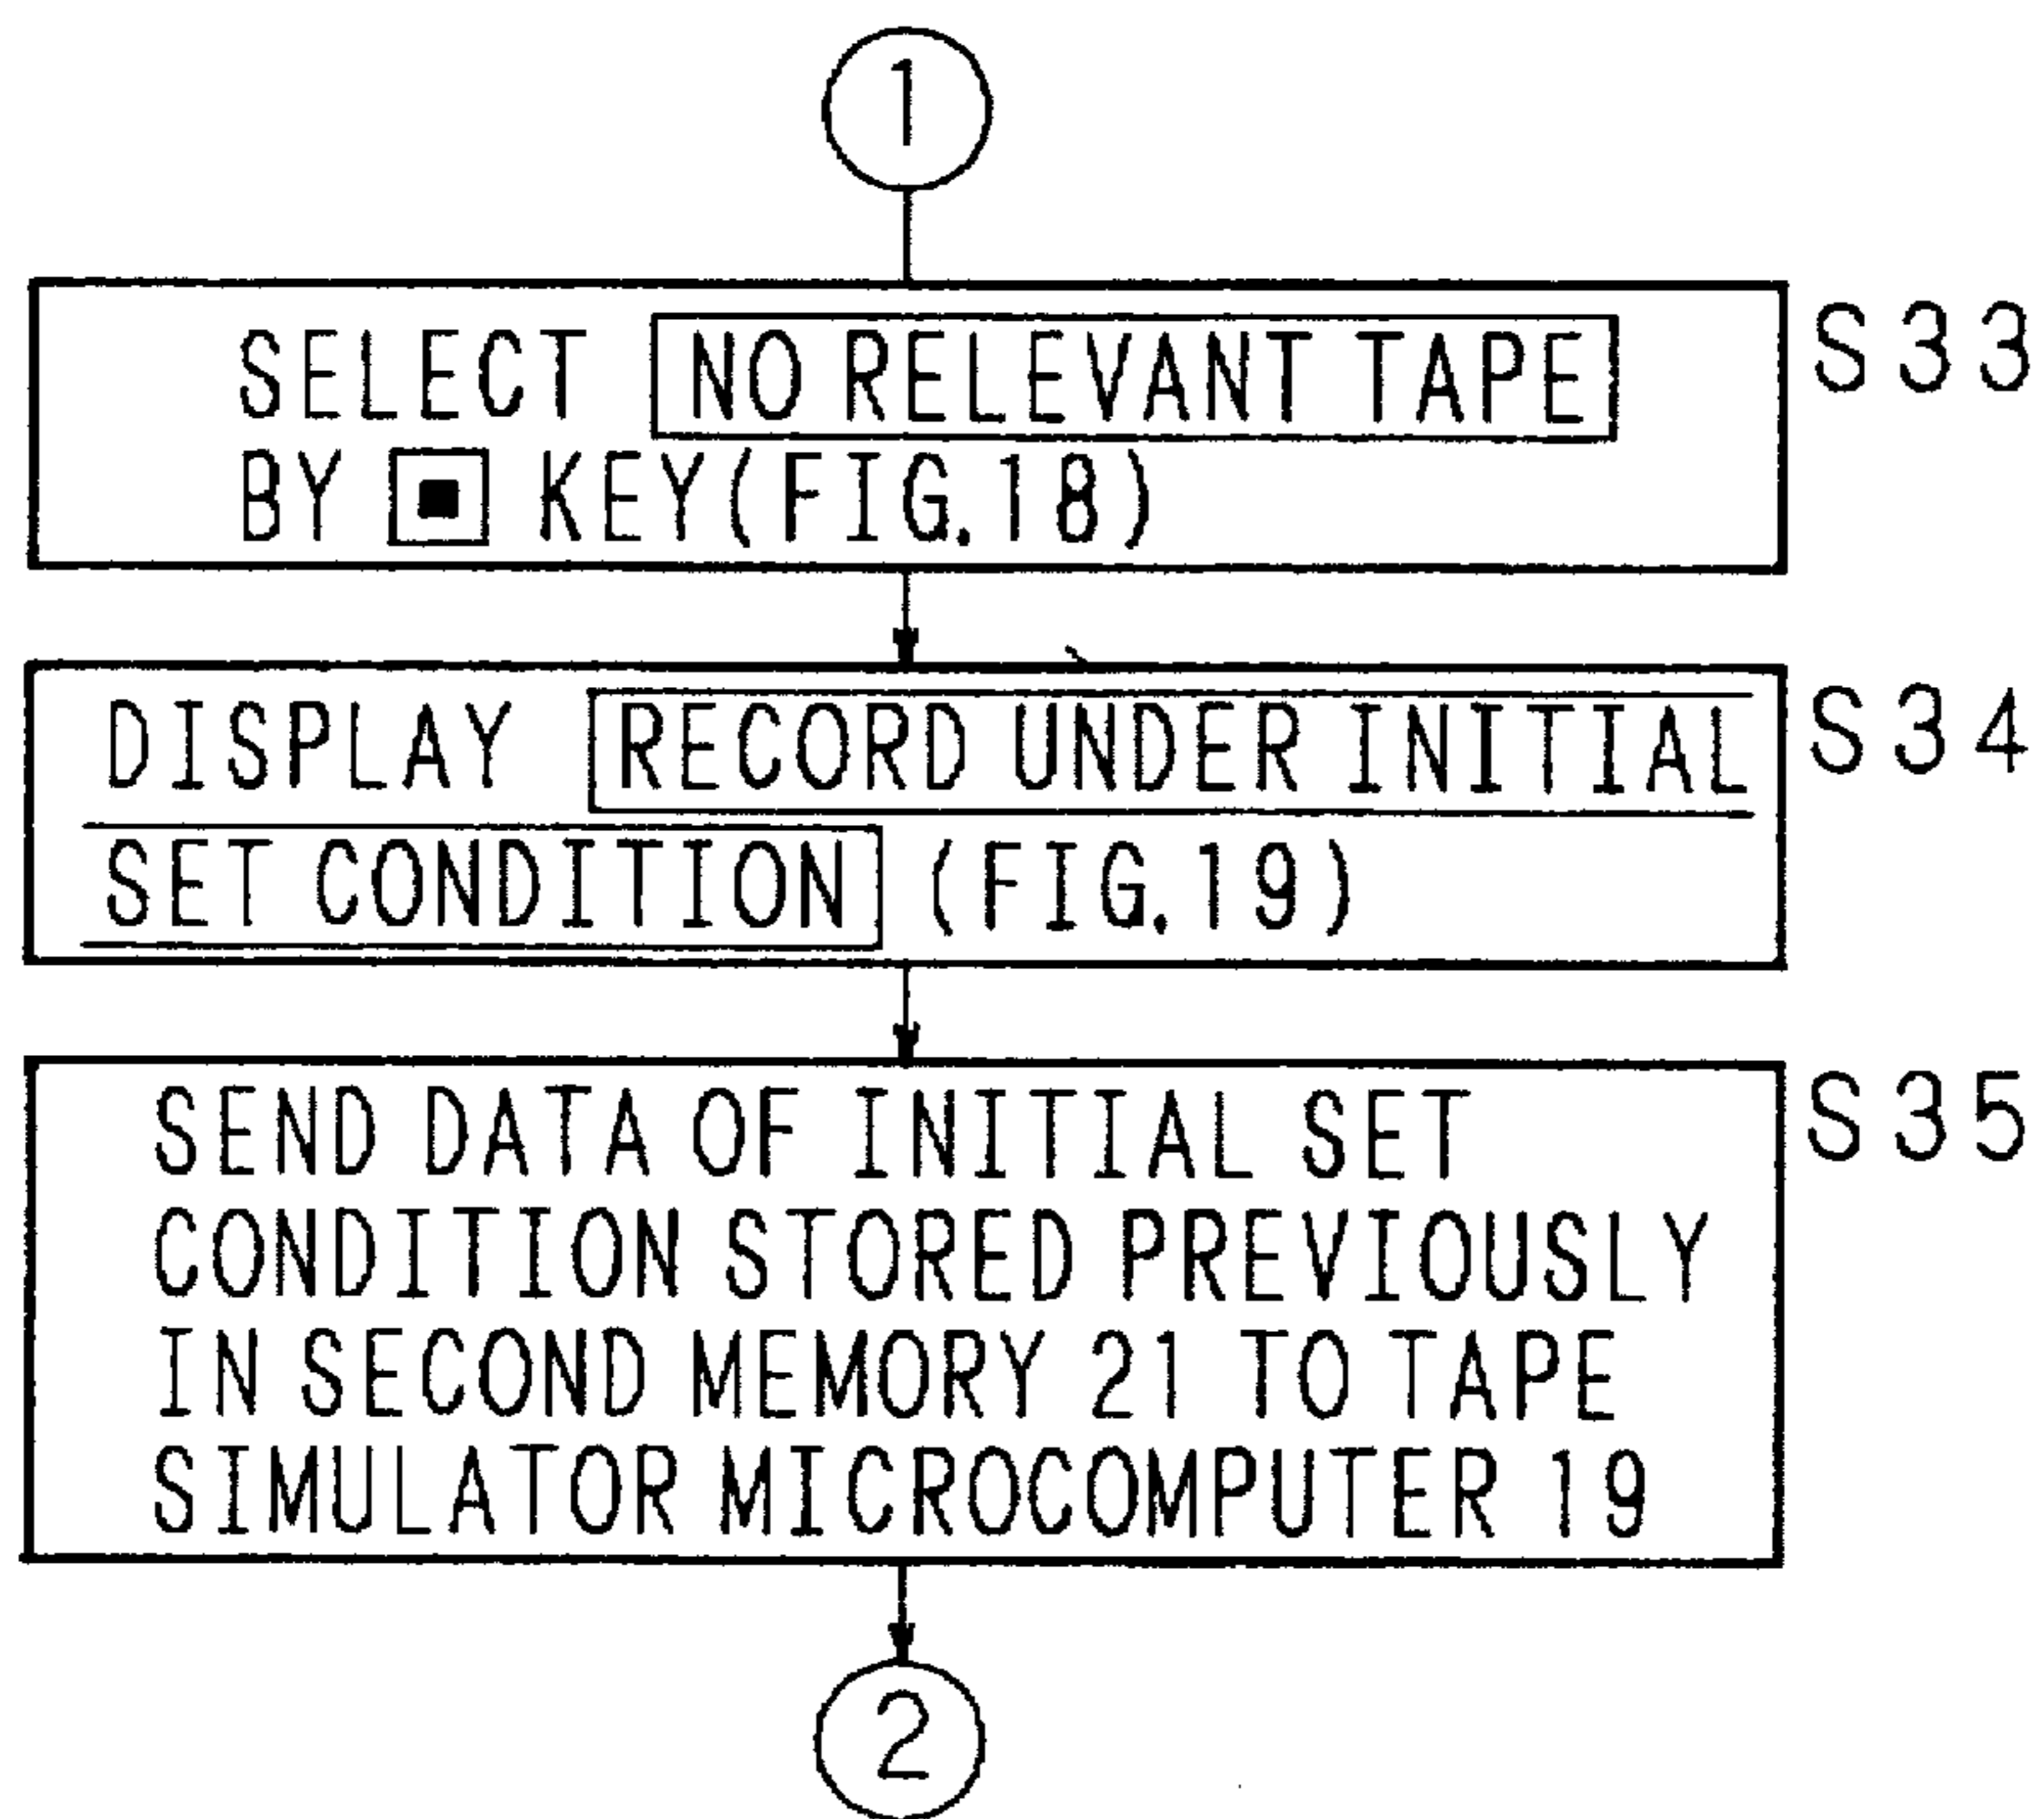 1
SELECT NO RELEVANT TAPE S33
BY ▣ KEY(FIG.18)
DISPLAY RECORD UNDER INITIAL S34
SET CONDITION (FIG.19)
SEND DATA OF INITIAL SET S35
CONDITION STORED PREVIOUSLY
IN SECOND MEMORY 21 TO TAPE
SIMULATOR MICROCOMPUTER 19
2